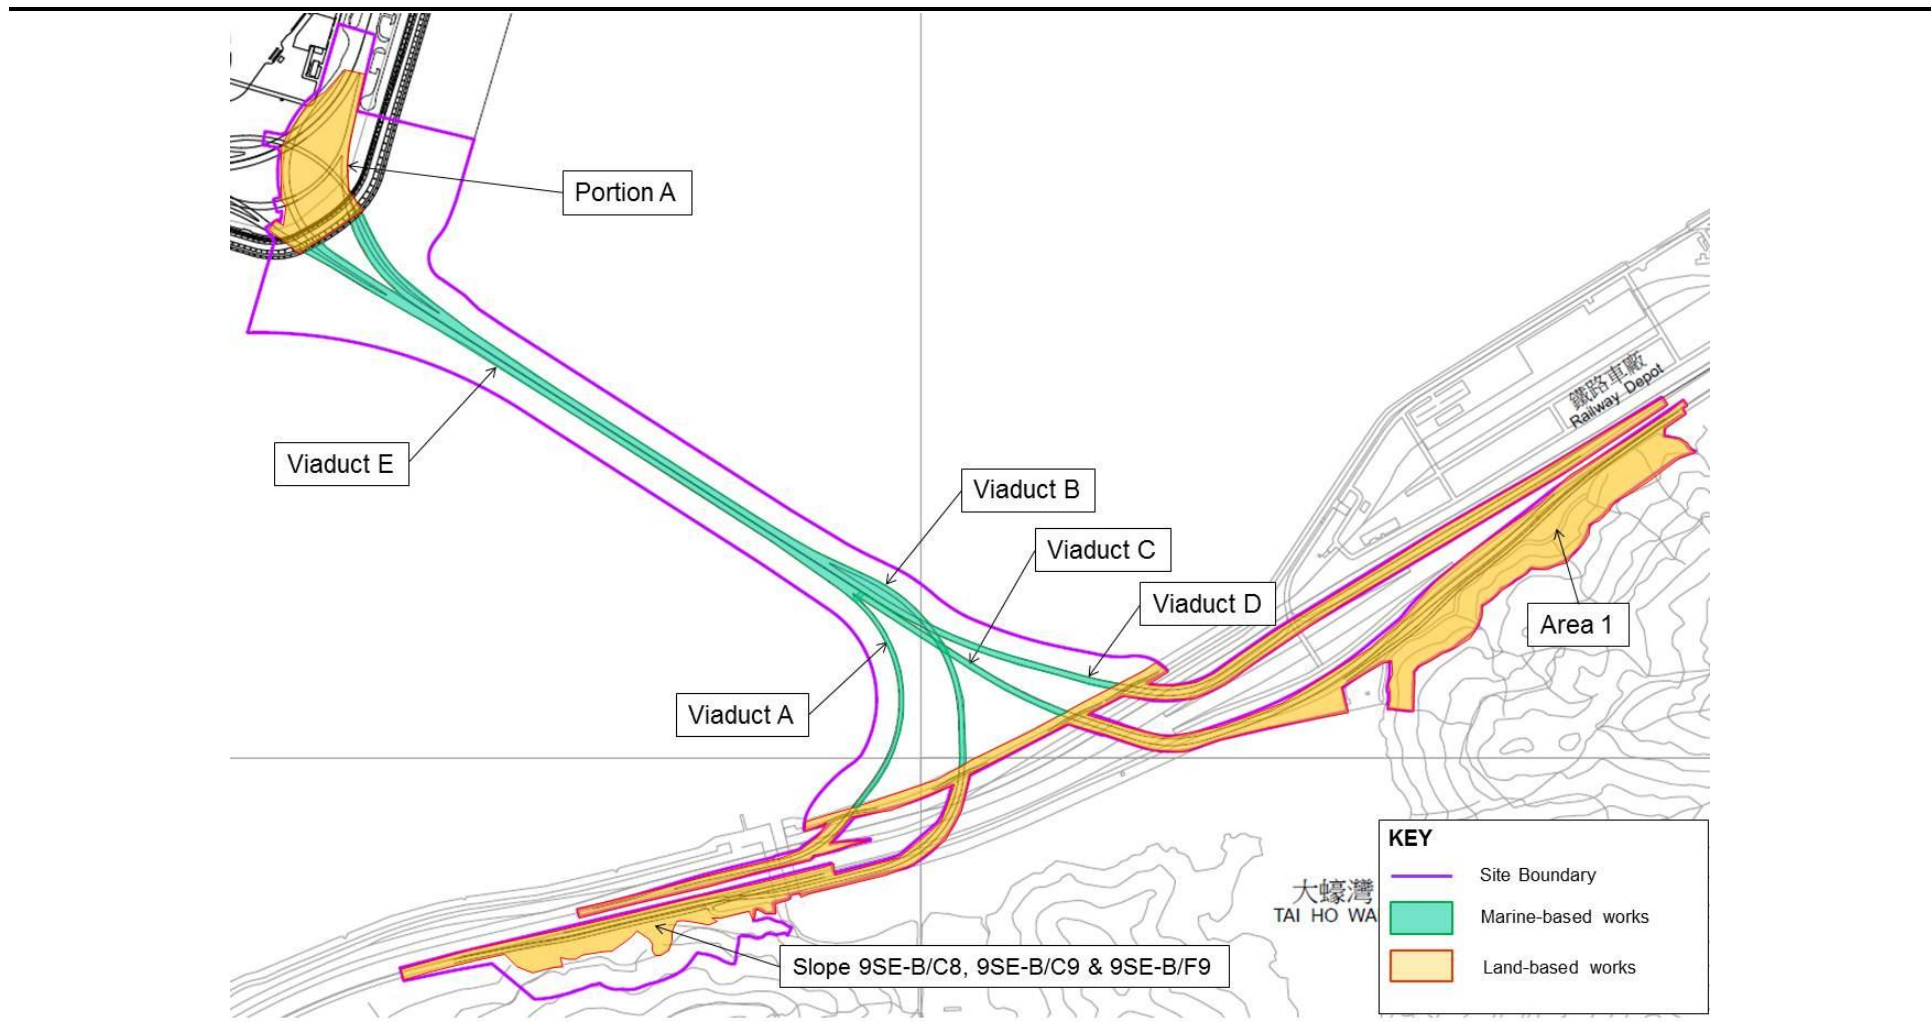 Portion A
Viaduct E
Viaduct B
Viaduct C
Viaduct D
Viaduct A
鐵路車廠
Railway Depot
Area 1
大蠔灣
TAI HO WA
Slope 9SE-B/C8, 9SE-B/C9 & 9SE-B/F9
KEY
Site Boundary
Marine-based works
Land-based works